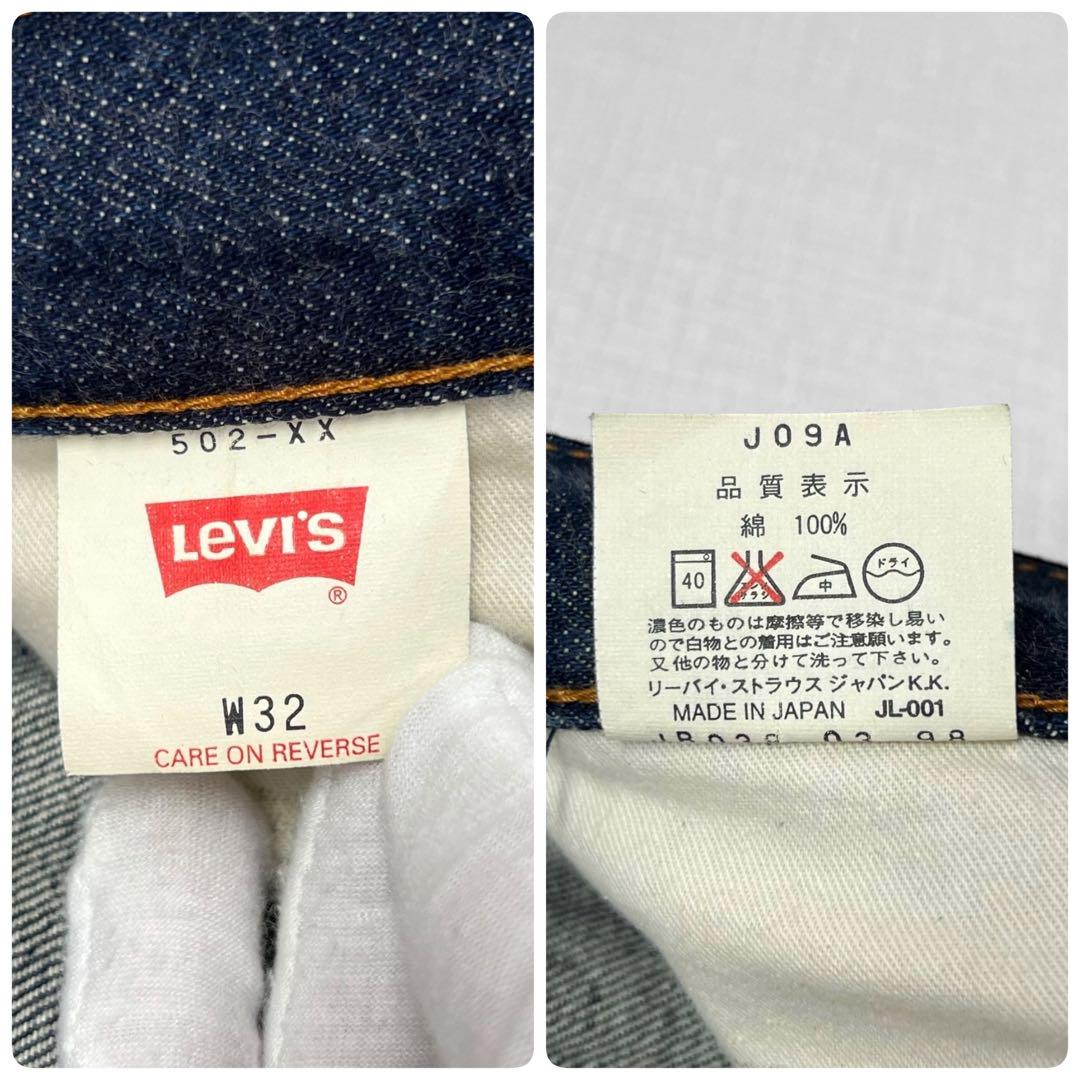 502-XX
LEVI'S
®
W32
CARE ON REVERSE
J09A
品質表示
綿 100%
40 中 ドライ
濃色のものは摩擦等で移染し易い
ので白物との着用はご注意願います。
又他の物と分けて洗って下さい。
リーバイ・ストラウス ジャパンK.K.
MADE IN JAPAN JL-001
03 98